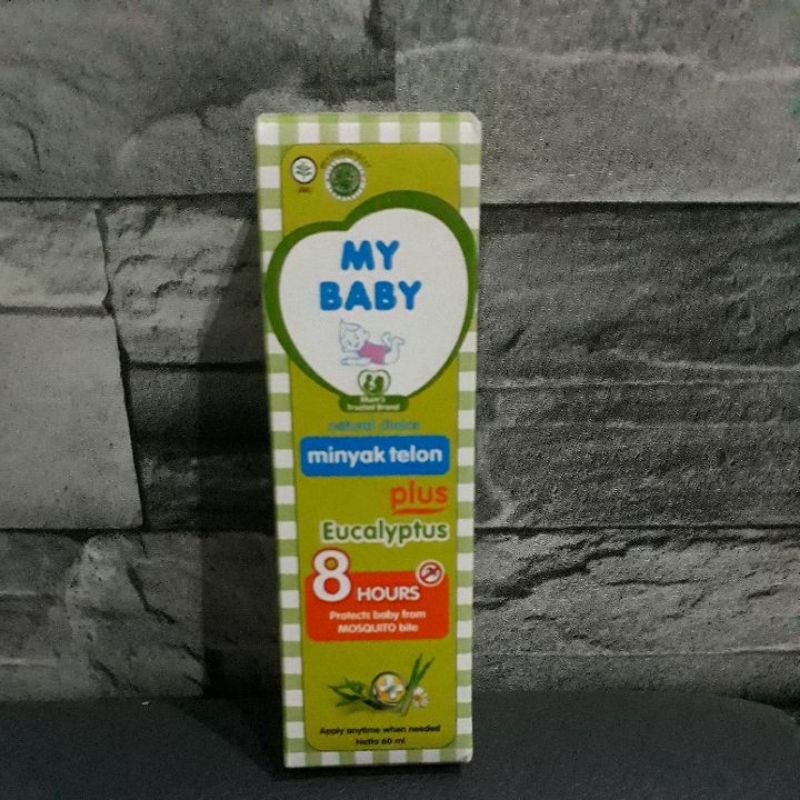 MY
BABY
Mum's
Trusted Brand
natural choice
minyak telon
plus
Eucalyptus
8 HOURS
Protects baby from
MOSQUITO bite
Apply anytime when needed
Netto 60 ml